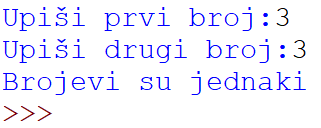 Upiši prvi broj:3
Upiši drugi broj:3
Brojevi su jednaki
>>>